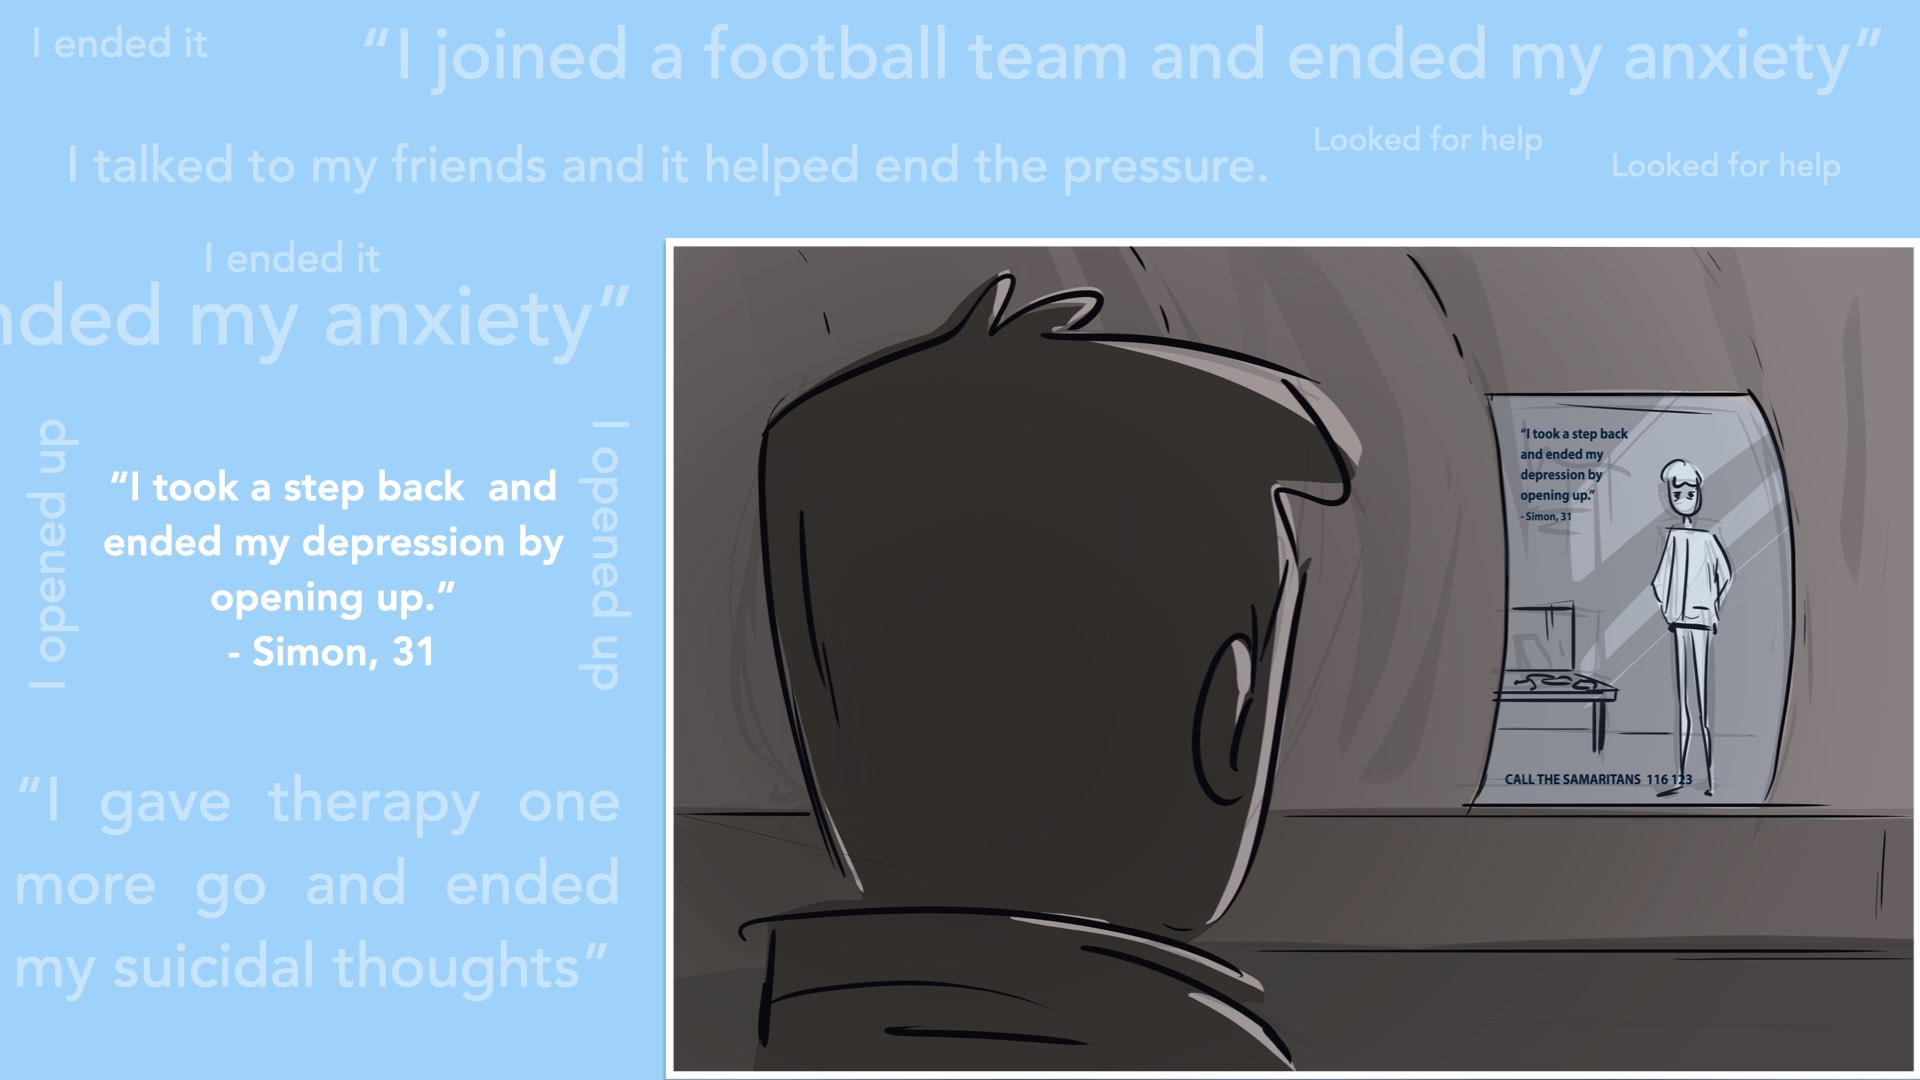 I ended it
“I joined a football team and ended my anxiety”
I talked to my friends and it helped end the pressure.
Looked for help
Looked for help
I ended it
nded my anxiety”
I opened up
“I took a step back and
ended my depression by
opening up.”
- Simon, 31
I opened up
“I gave therapy one
more go and ended
my suicidal thoughts”
“I took a step back
and ended my
depression by
opening up.”
- Simon, 31
CALL THE SAMARITANS 116 123